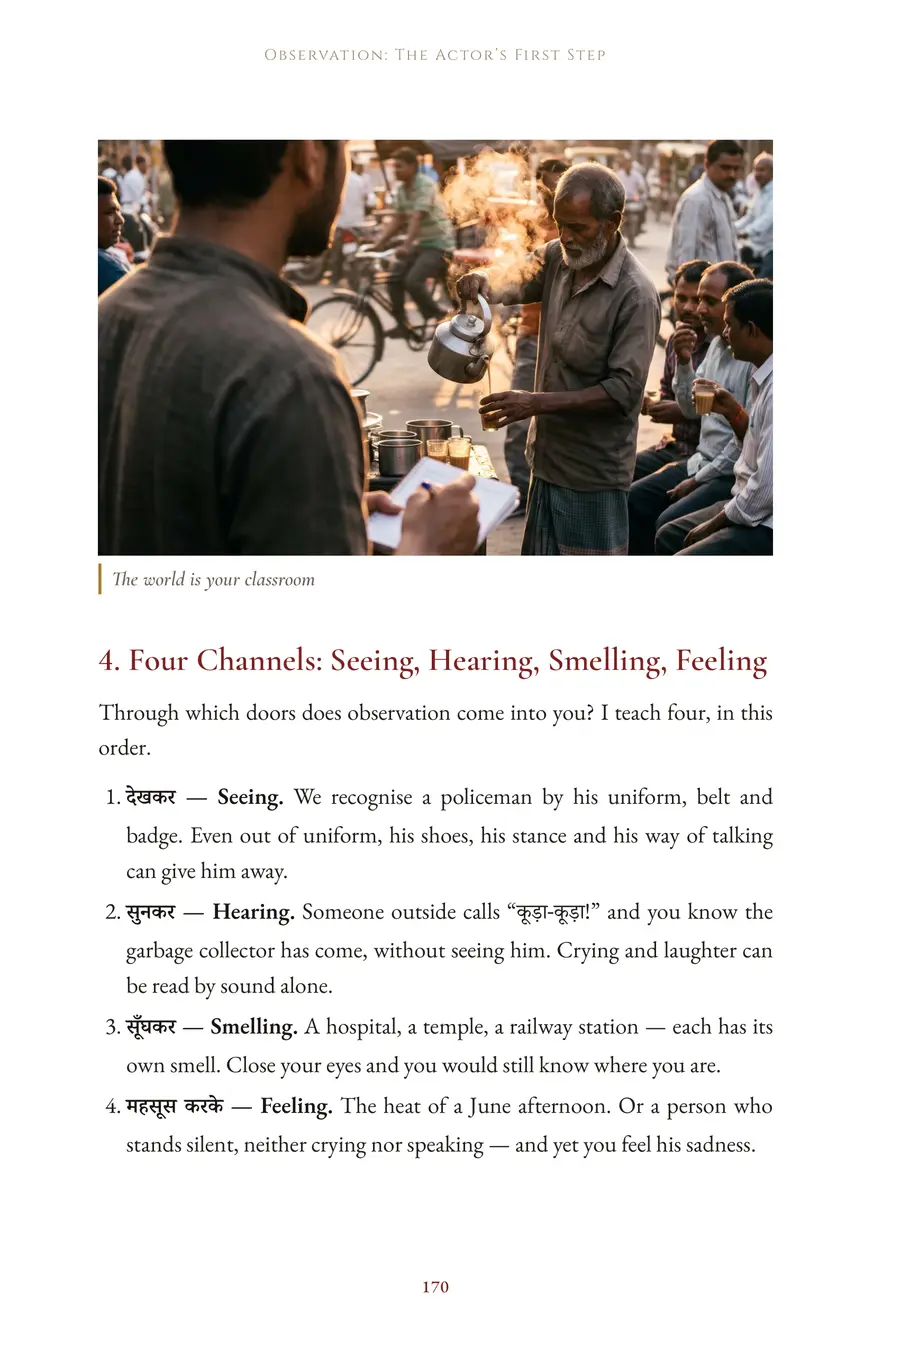 Observation: The Actor's First Step
The world is your classroom
4. Four Channels: Seeing, Hearing, Smelling, Feeling
Through which doors does observation come into you? I teach four, in this
order.
1. देखकर — Seeing. We recognise a policeman by his uniform, belt and
badge. Even out of uniform, his shoes, his stance and his way of talking
can give him away.
2. सुनकर — Hearing. Someone outside calls “कूड़ा-कूड़ा!” and you know the
garbage collector has come, without seeing him. Crying and laughter can
be read by sound alone.
3. सूँघकर — Smelling. A hospital, a temple, a railway station — each has its
own smell. Close your eyes and you would still know where you are.
4. महसूस करके — Feeling. The heat of a June afternoon. Or a person who
stands silent, neither crying nor speaking — and yet you feel his sadness.
170